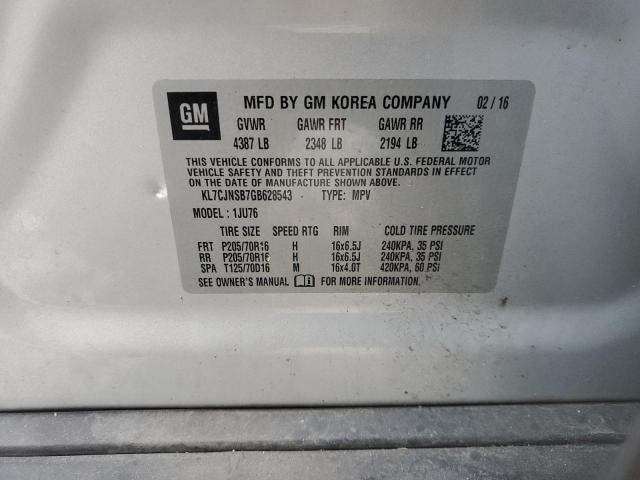 GM
MFD BY GM KOREA COMPANY 02 / 16
GVWR GAWR FRT GAWR RR
4387 LB 2348 LB 2194 LB
THIS VEHICLE CONFORMS TO ALL APPLICABLE U.S. FEDERAL MOTOR
VEHICLE SAFETY AND THEFT PREVENTION STANDARDS IN EFFECT ON
THE DATE OF MANUFACTURE SHOWN ABOVE.
KL7CJNSB7GB628543 TYPE: MPV
MODEL : 1JU76
TIRE SIZE SPEED RTG RIM COLD TIRE PRESSURE
FRT P205/70R16 H 16x6.5J 240KPA, 35 PSI
RR P205/70R16 H 16x6.5J 240KPA, 35 PSI
SPA T125/70D16 M 16x4.0T 420KPA, 60 PSI
SEE OWNER'S MANUAL FOR MORE INFORMATION.